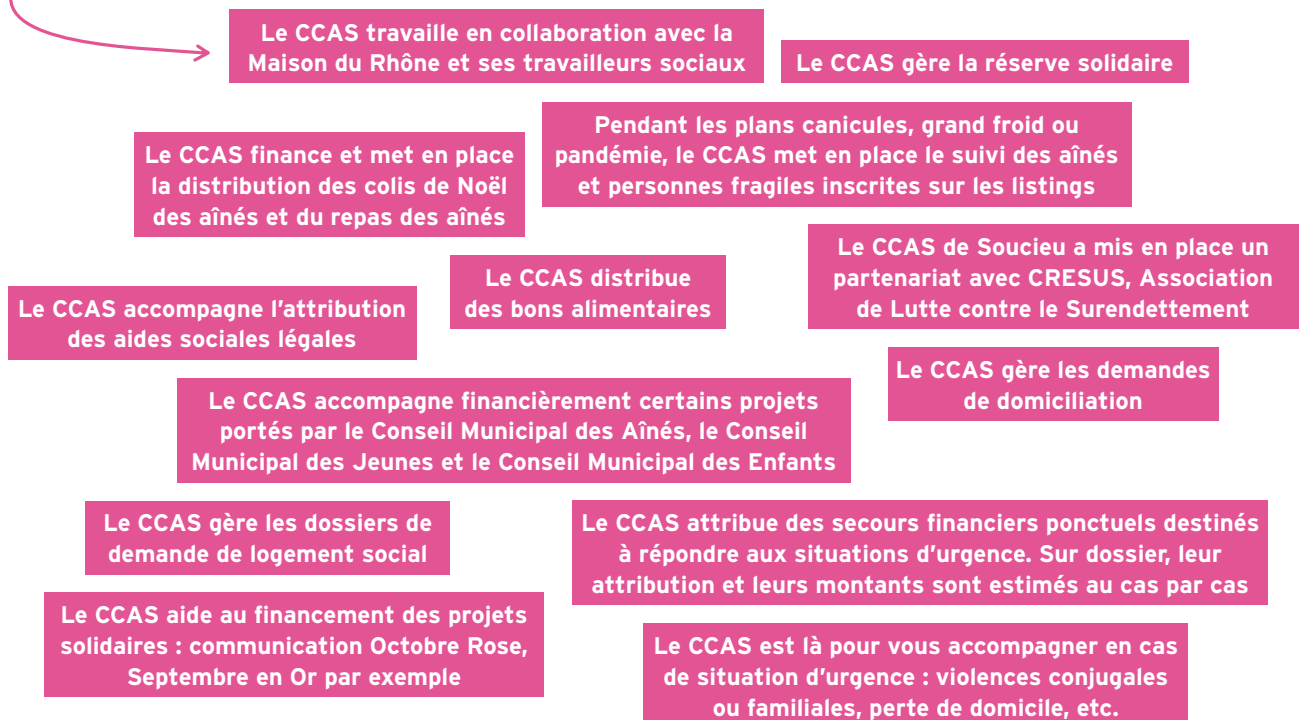 Le CCAS travaille en collaboration avec la
Maison du Rhône et ses travailleurs sociaux
Le CCAS gère la réserve solidaire
Pendant les plans canicules, grand froid ou
pandémie, le CCAS met en place le suivi des aînés
et personnes fragiles inscrites sur les listings
Le CCAS finance et met en place
la distribution des colis de Noël
des aînés et du repas des aînés
Le CCAS de Soucieu a mis en place un
partenariat avec CRESUS, Association
de Lutte contre le Surendettement
Le CCAS distribue
des bons alimentaires
Le CCAS accompagne l'attribution
des aides sociales légales
Le CCAS gère les demandes
de domiciliation
Le CCAS accompagne financièrement certains projets
portés par le Conseil Municipal des Aînés, le Conseil
Municipal des Jeunes et le Conseil Municipal des Enfants
Le CCAS gère les dossiers de
demande de logement social
Le CCAS attribue des secours financiers ponctuels destinés
à répondre aux situations d'urgence. Sur dossier, leur
attribution et leurs montants sont estimés au cas par cas
Le CCAS aide au financement des projets
solidaires : communication Octobre Rose,
Septembre en Or par exemple
Le CCAS est là pour vous accompagner en cas
de situation d'urgence : violences conjugales
ou familiales, perte de domicile, etc.